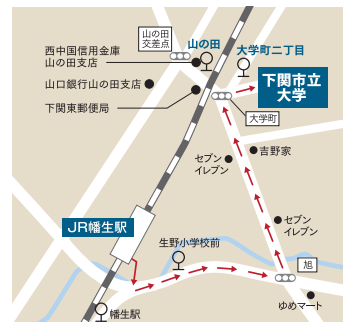 山の田
交差点
山の田
大学町二丁目
西中国信用金庫
山の田支店
山口銀行山の田支店
下関東郵便局
下関市立
大学
大学町
吉野家
セブン
イレブン
セブン
イレブン
JR幡生駅
生野小学校前
旭
ゆめマート
幡生駅